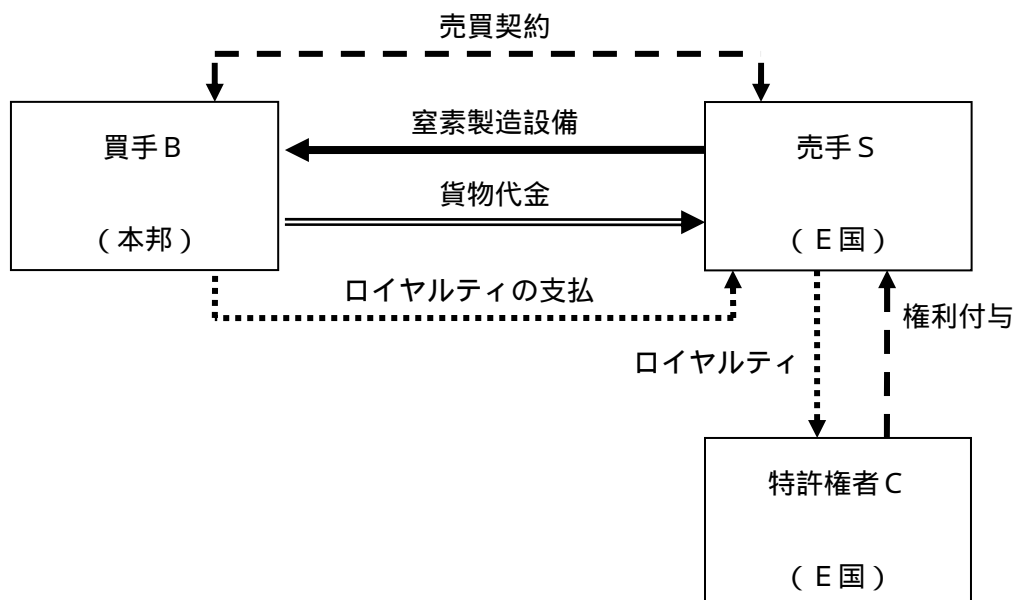 売買契約
買手B
(本邦)
窒素製造設備
貨物代金
売手S
(E国)
ロイヤルティの支払
権利付与
ロイヤルティ
特許権者C
(E国)